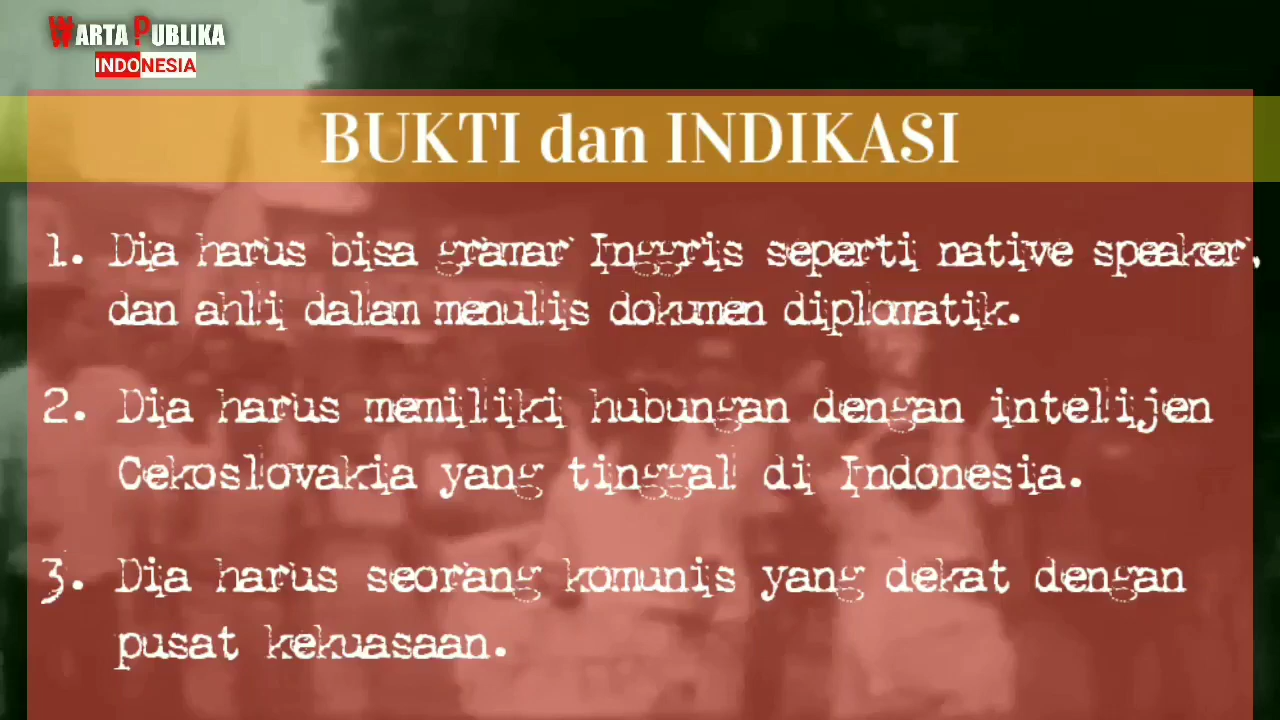 WARTA PUBLIKA
INDONESIA
BUKTI dan INDIKASI
1. Dia harus bisa gramar Inggris seperti native speaker,
dan ahli dalam menulis dokumen diplomatik.
2. Dia harus memiliki hubungan dengan intelijen
Cekoslovakia yang tinggal di Indonesia.
3. Dia harus seorang komunis yang dekat dengan
pusat kekuasaan.